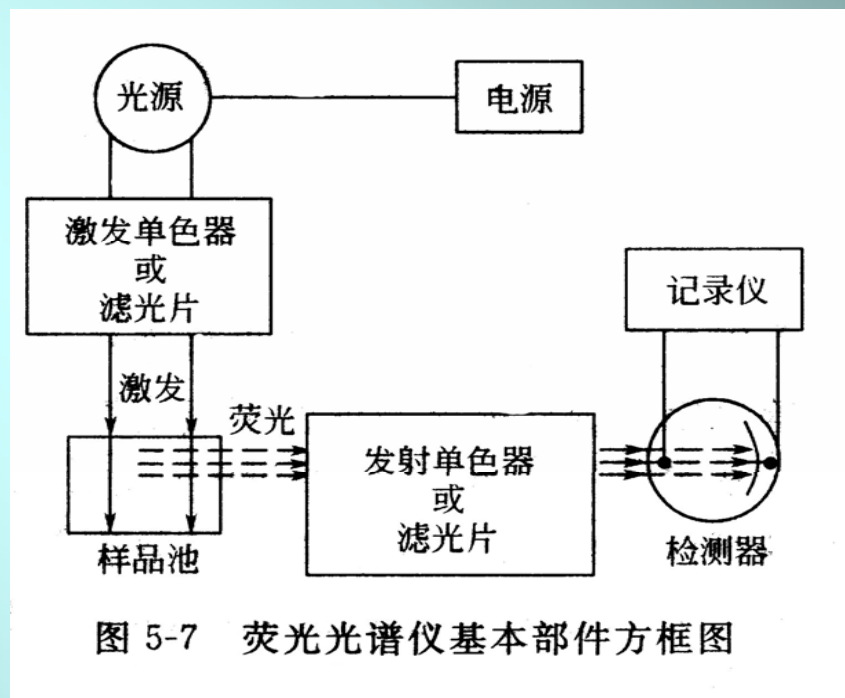 光源
电源
激发单色器
或
滤光片
记录仪
激发
荧光
发射单色器
或
滤光片
样品池
检测器
图 5-7 荧光光谱仪基本部件方框图